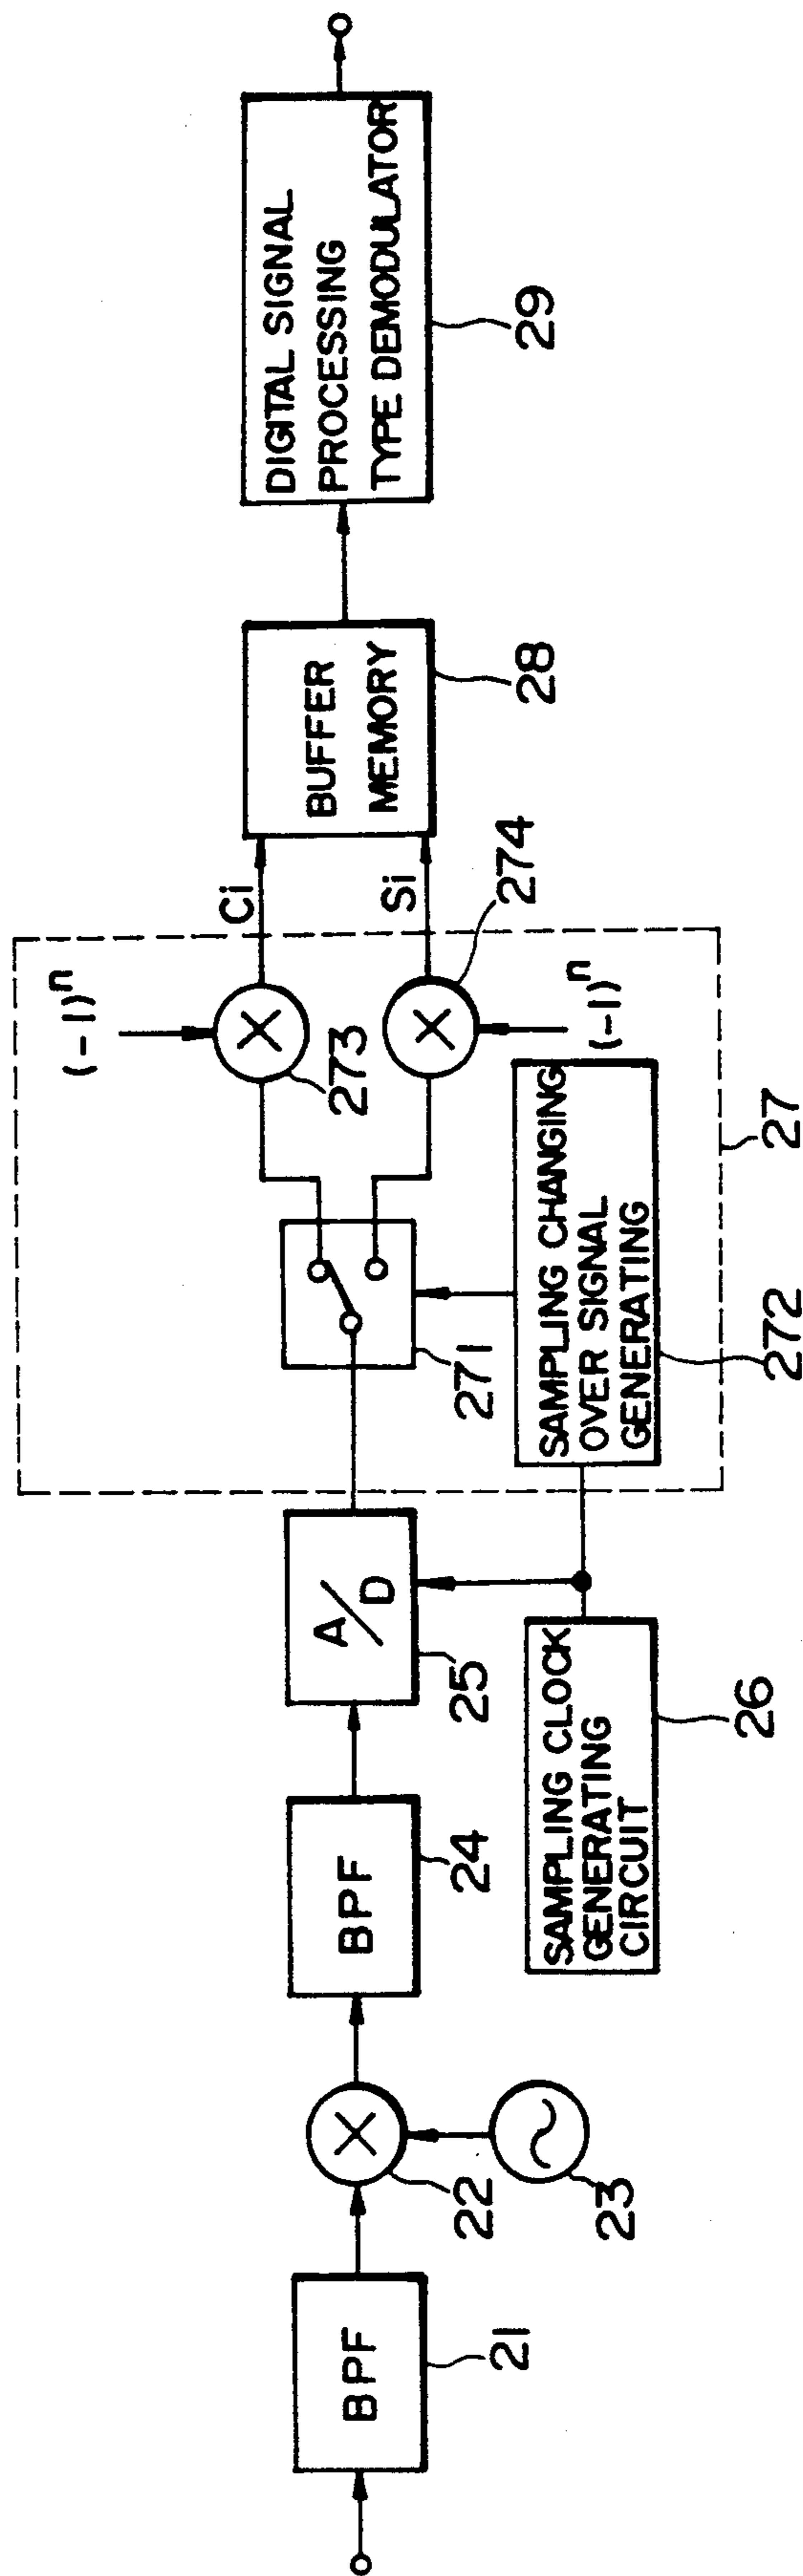 BPF
21
22
23
BPF
24
A/D
25
SAMPLING CLOCK
GENERATING
CIRCUIT
26
271
SAMPLING CHANGING
OVER SIGNAL
GENERATING
272
27
(-1)ⁿ
273
(-1)ⁿ
274
Ci
Si
BUFFER
MEMORY
28
DIGITAL SIGNAL
PROCESSING
TYPE DEMODULATOR
29